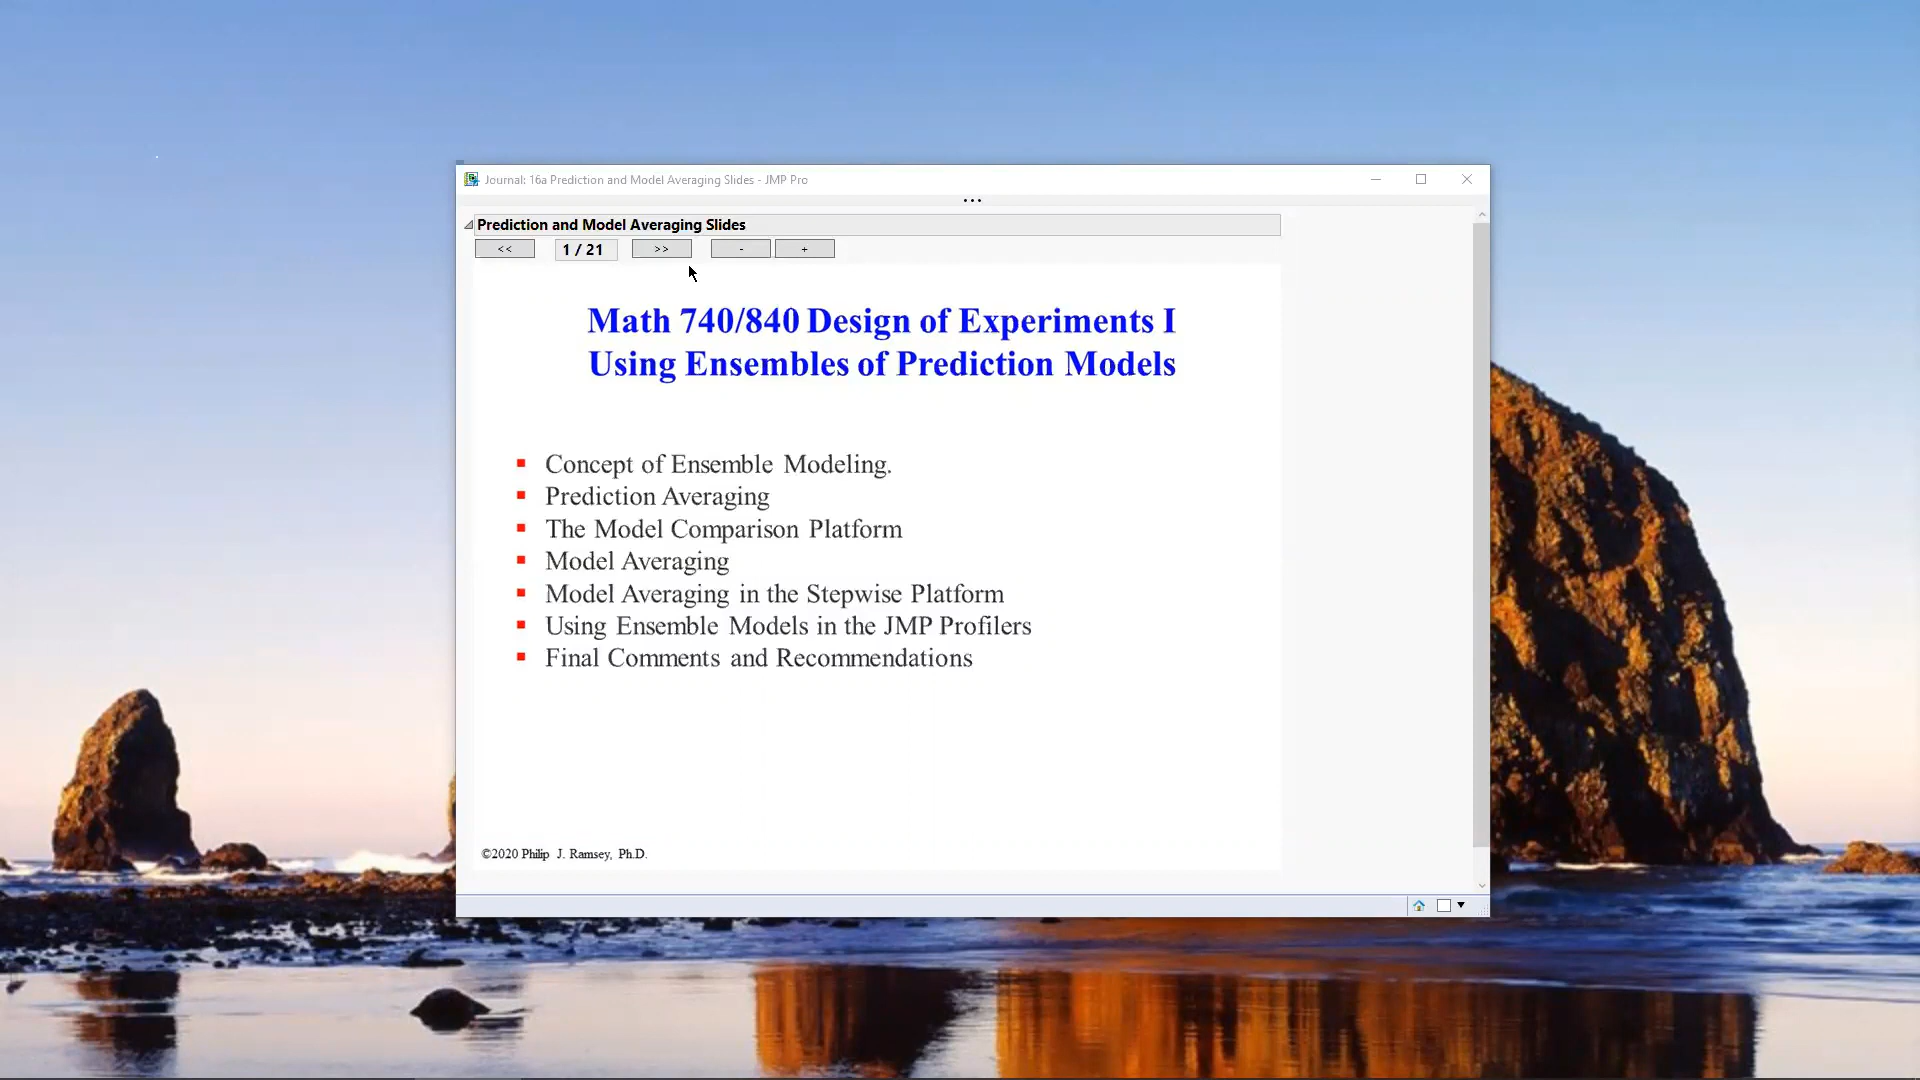 Journal: 16a Prediction and Model Averaging Slides - JMP Pro
Prediction and Model Averaging Slides
<< 1 / 21 >> - +
Math 740/840 Design of Experiments I
Using Ensembles of Prediction Models
Concept of Ensemble Modeling.
Prediction Averaging
The Model Comparison Platform
Model Averaging
Model Averaging in the Stepwise Platform
Using Ensemble Models in the JMP Profilers
Final Comments and Recommendations
©2020 Philip J. Ramsey, Ph.D.